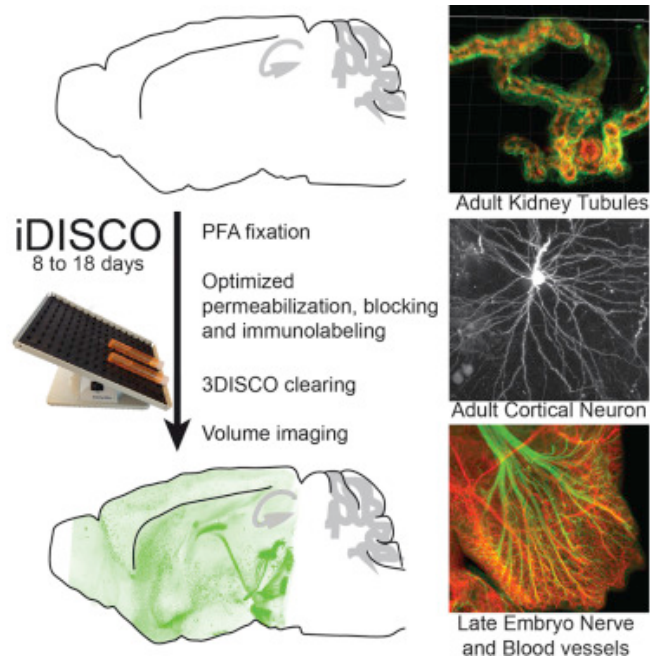 Adult Kidney Tubules
iDISCO
8 to 18 days
PFA fixation
Optimized
permeabilization, blocking
and immunolabeling
3DISCO clearing
Volume imaging
Adult Cortical Neuron
Late Embryo Nerve
and Blood vessels